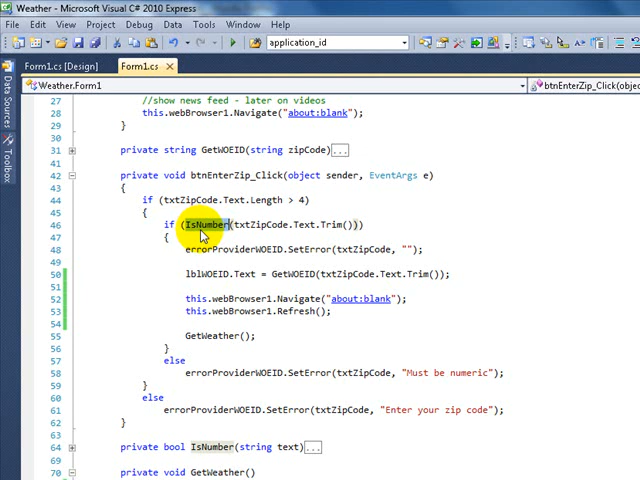 Weather - Microsoft Visual C# 2010 Express
File Edit View Project Debug Data Tools Window Help
application_id
Form1.cs [Design] Form1.cs
Weather.Form1 btnEnterZip_Click(objec
Data Sources
Toolbox
27 //show news feed - later on videos
28 this.webBrowser1.Navigate("about:blank");
29 }
30
31 private string GetWOEID(string zipCode)...
41
42 private void btnEnterZip_Click(object sender, EventArgs e)
43 {
44 if (txtZipCode.Text.Length > 4)
45 {
46 if (IsNumber(txtZipCode.Text.Trim()))
47 {
48 errorProviderWOEID.SetError(txtZipCode, "");
49
50 lblWOEID.Text = GetWOEID(txtZipCode.Text.Trim());
51
52 this.webBrowser1.Navigate("about:blank");
53 this.webBrowser1.Refresh();
54
55 GetWeather();
56 }
57 else
58 errorProviderWOEID.SetError(txtZipCode, "Must be numeric");
59 }
60 else
61 errorProviderWOEID.SetError(txtZipCode, "Enter your zip code");
62 }
63
64 private bool IsNumber(string text)...
69
70 private void GetWeather()